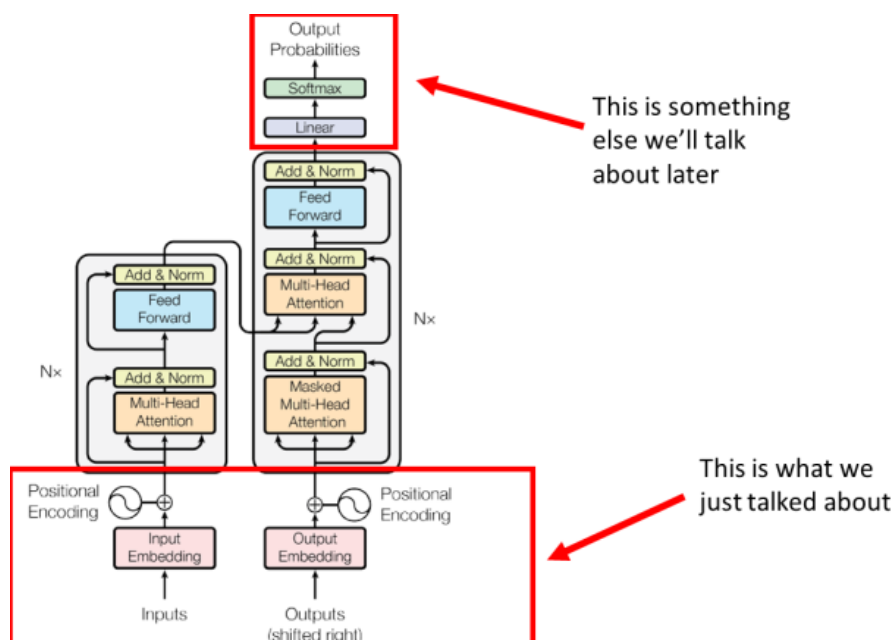 Output
Probabilities
Softmax
Linear
This is something
else we'll talk
about later
Add & Norm
Feed
Forward
Add & Norm
Multi-Head
Attention
Add & Norm
Feed
Forward
N×
N×
Add & Norm
Masked
Multi-Head
Attention
Add & Norm
Multi-Head
Attention
This is what we
just talked about
Positional
Encoding
Positional
Encoding
Input
Embedding
Output
Embedding
Inputs
Outputs
(shifted right)